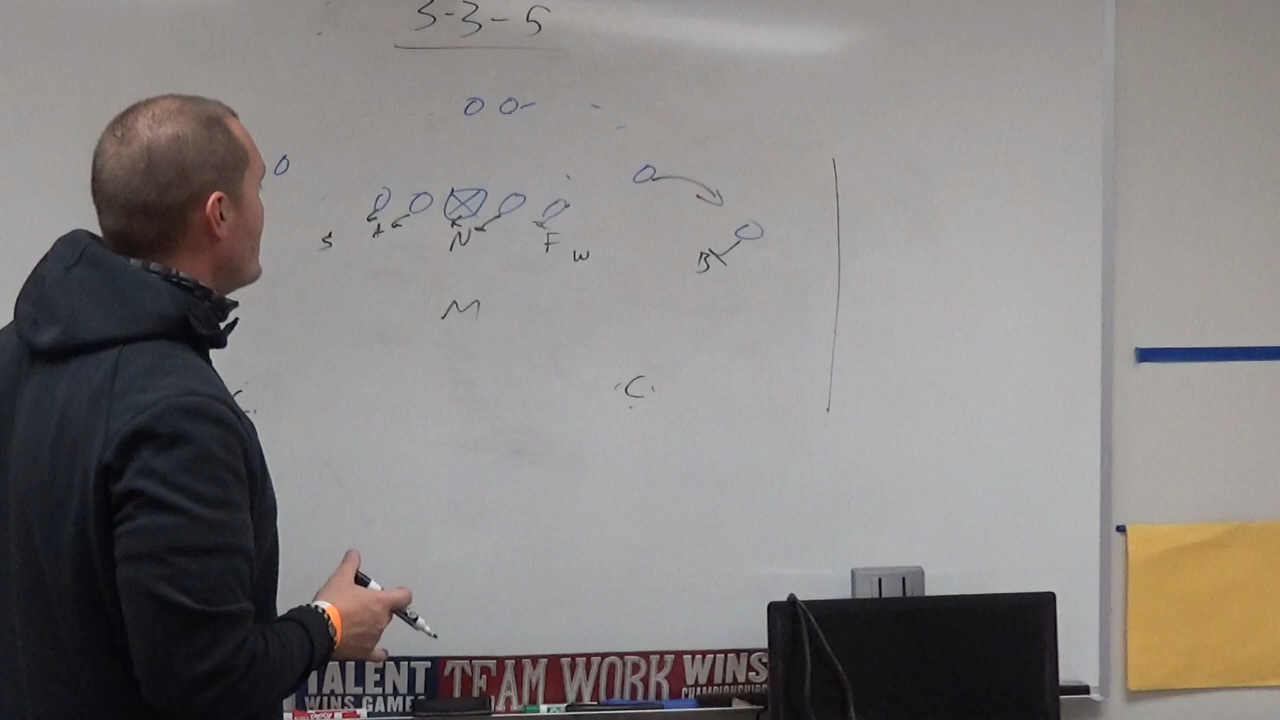 3-3-5
S A N F W B
M
C
C
TALENT TEAM WORK WINS
WINS GAMES CHAMPIONSHIPS